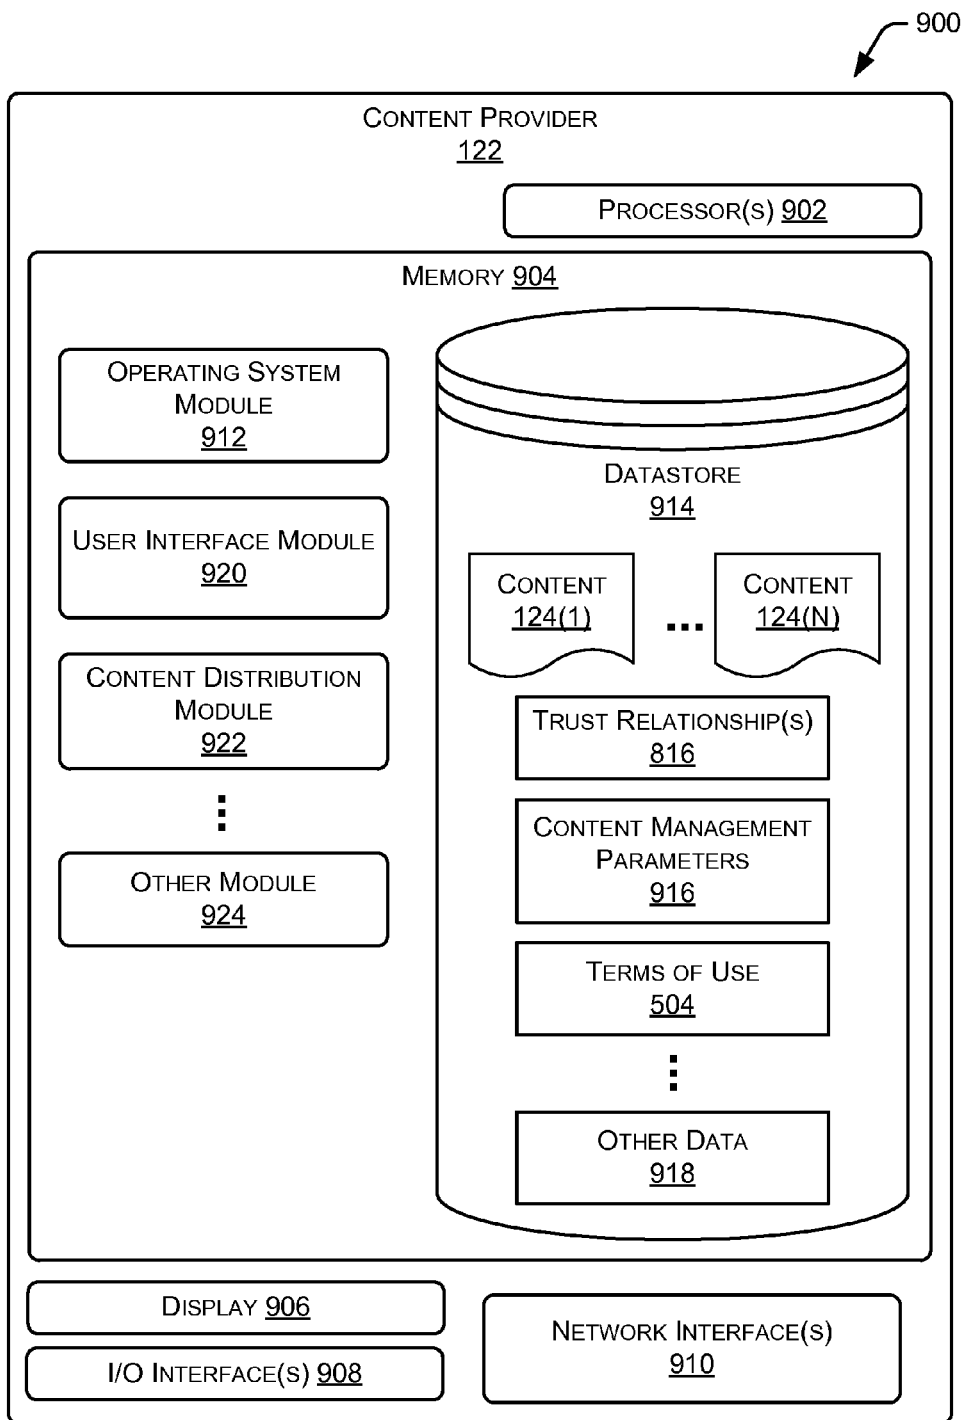 900
CONTENT PROVIDER
122
PROCESSOR(S) 902
MEMORY 904
OPERATING SYSTEM
MODULE
912
USER INTERFACE MODULE
920
CONTENT DISTRIBUTION
MODULE
922
⋮
OTHER MODULE
924
DATASTORE
914
CONTENT
124(1)
...
CONTENT
124(N)
TRUST RELATIONSHIP(S)
816
CONTENT MANAGEMENT
PARAMETERS
916
TERMS OF USE
504
⋮
OTHER DATA
918
DISPLAY 906
I/O INTERFACE(S) 908
NETWORK INTERFACE(S)
910